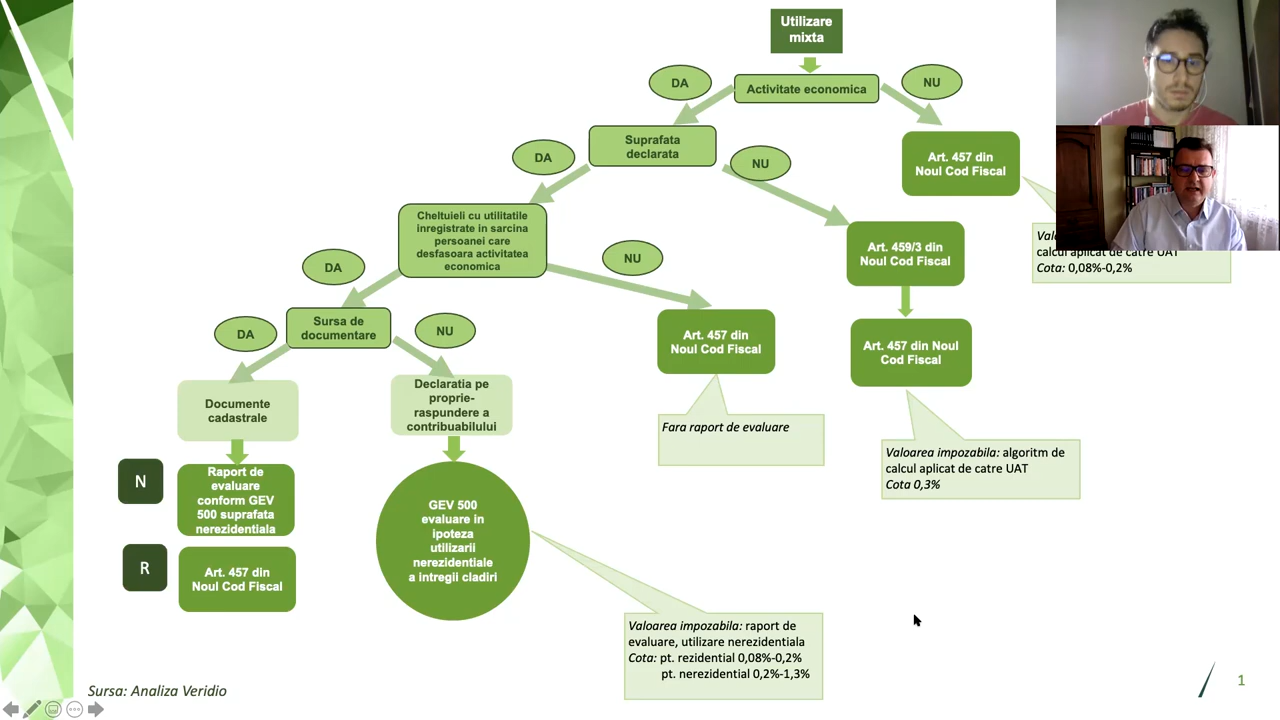 Utilizare
mixta
DA
Activitate economica
NU
Suprafata
declarata
DA
NU
Art. 457 din
Noul Cod Fiscal
Cheltuieli cu utilitatile
inregistrate in sarcina
persoanei care
desfasoara activitatea
economica
DA
NU
Art. 459/3 din
Noul Cod Fiscal
calcul aplicat de catre UAT
Cota: 0,08%-0,2%
Sursa de
documentare
DA
NU
Art. 457 din
Noul Cod Fiscal
Art. 457 din Noul
Cod Fiscal
Documente
cadastrale
Declaratia pe
proprie-
raspundere a
contribuabilului
Fara raport de evaluare
Valoarea impozabila: algoritm de
calcul aplicat de catre UAT
Cota 0,3%
N
Raport de
evaluare
conform GEV
500 suprafata
nerezidentiala
GEV 500
evaluare in
ipoteza
utilizarii
nerezidentiale
a intregii cladiri
R
Art. 457 din
Noul Cod Fiscal
Valoarea impozabila: raport de
evaluare, utilizare nerezidentiala
Cota: pt. rezidential 0,08%-0,2%
pt. nerezidential 0,2%-1,3%
Sursa: Analiza Veridio
1